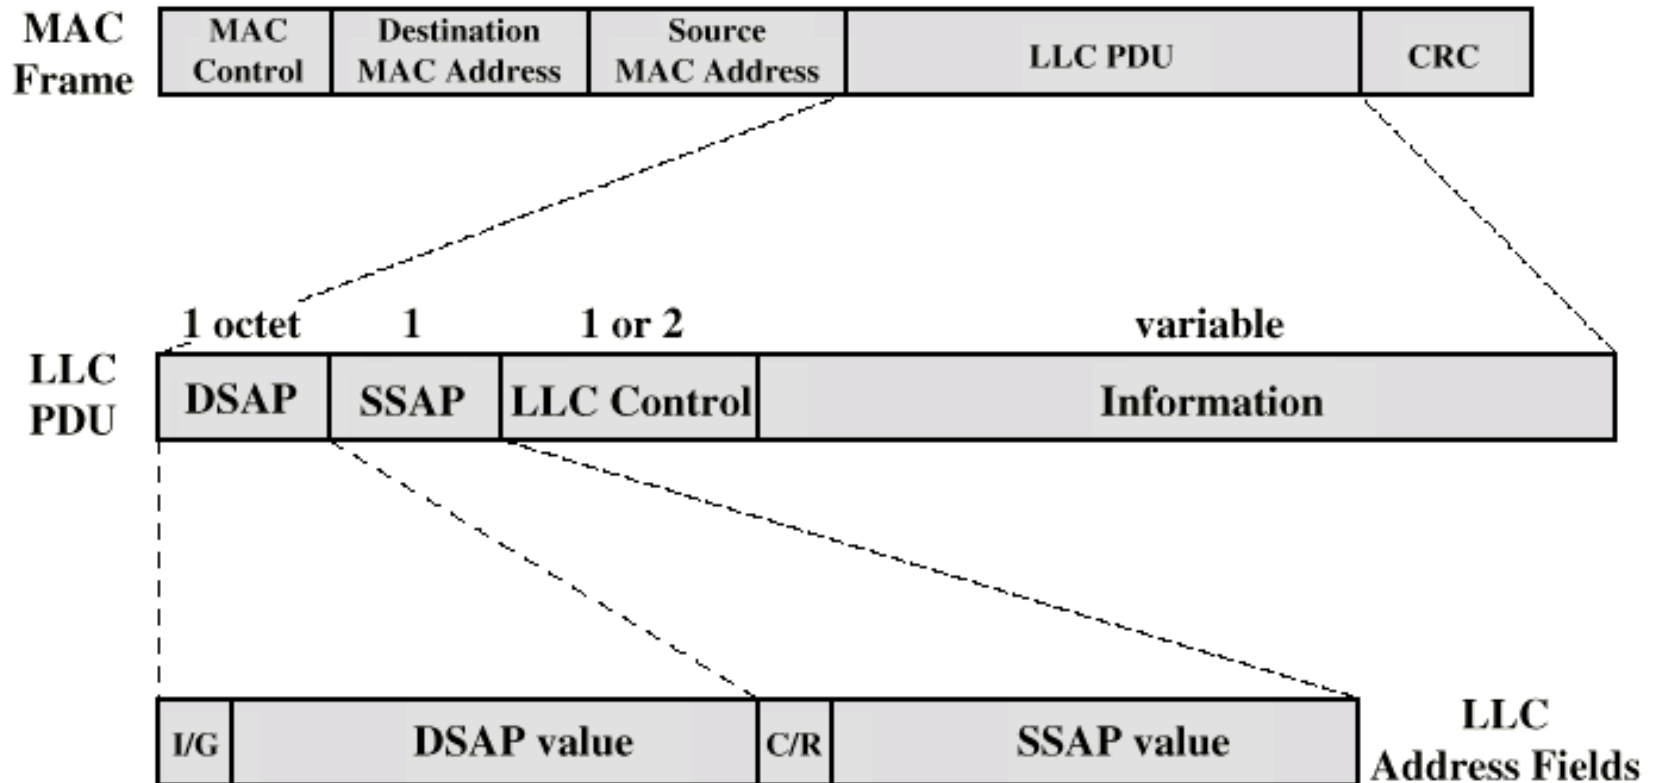 MAC
Frame
MAC
Control
Destination
MAC Address
Source
MAC Address
LLC PDU
CRC
1 octet
1
1 or 2
variable
LLC
PDU
DSAP
SSAP
LLC Control
Information
I/G
DSAP value
C/R
SSAP value
LLC
Address Fields